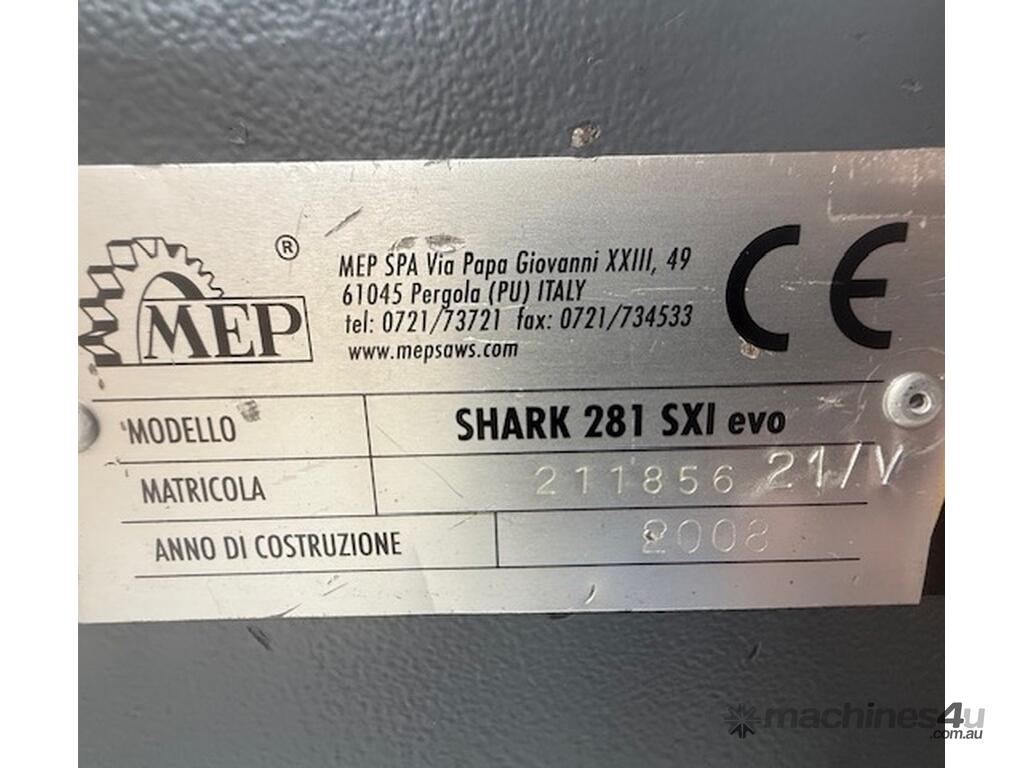 MEP
®
MEP SPA Via Papa Giovanni XXIII, 49
61045 Pergola (PU) ITALY
tel: 0721/73721 fax: 0721/734533
www.mepsaws.com
CE
MODELLO SHARK 281 SXI evo
MATRICOLA 211856 21/V
ANNO DI COSTRUZIONE 2008
machines4u
.com.au